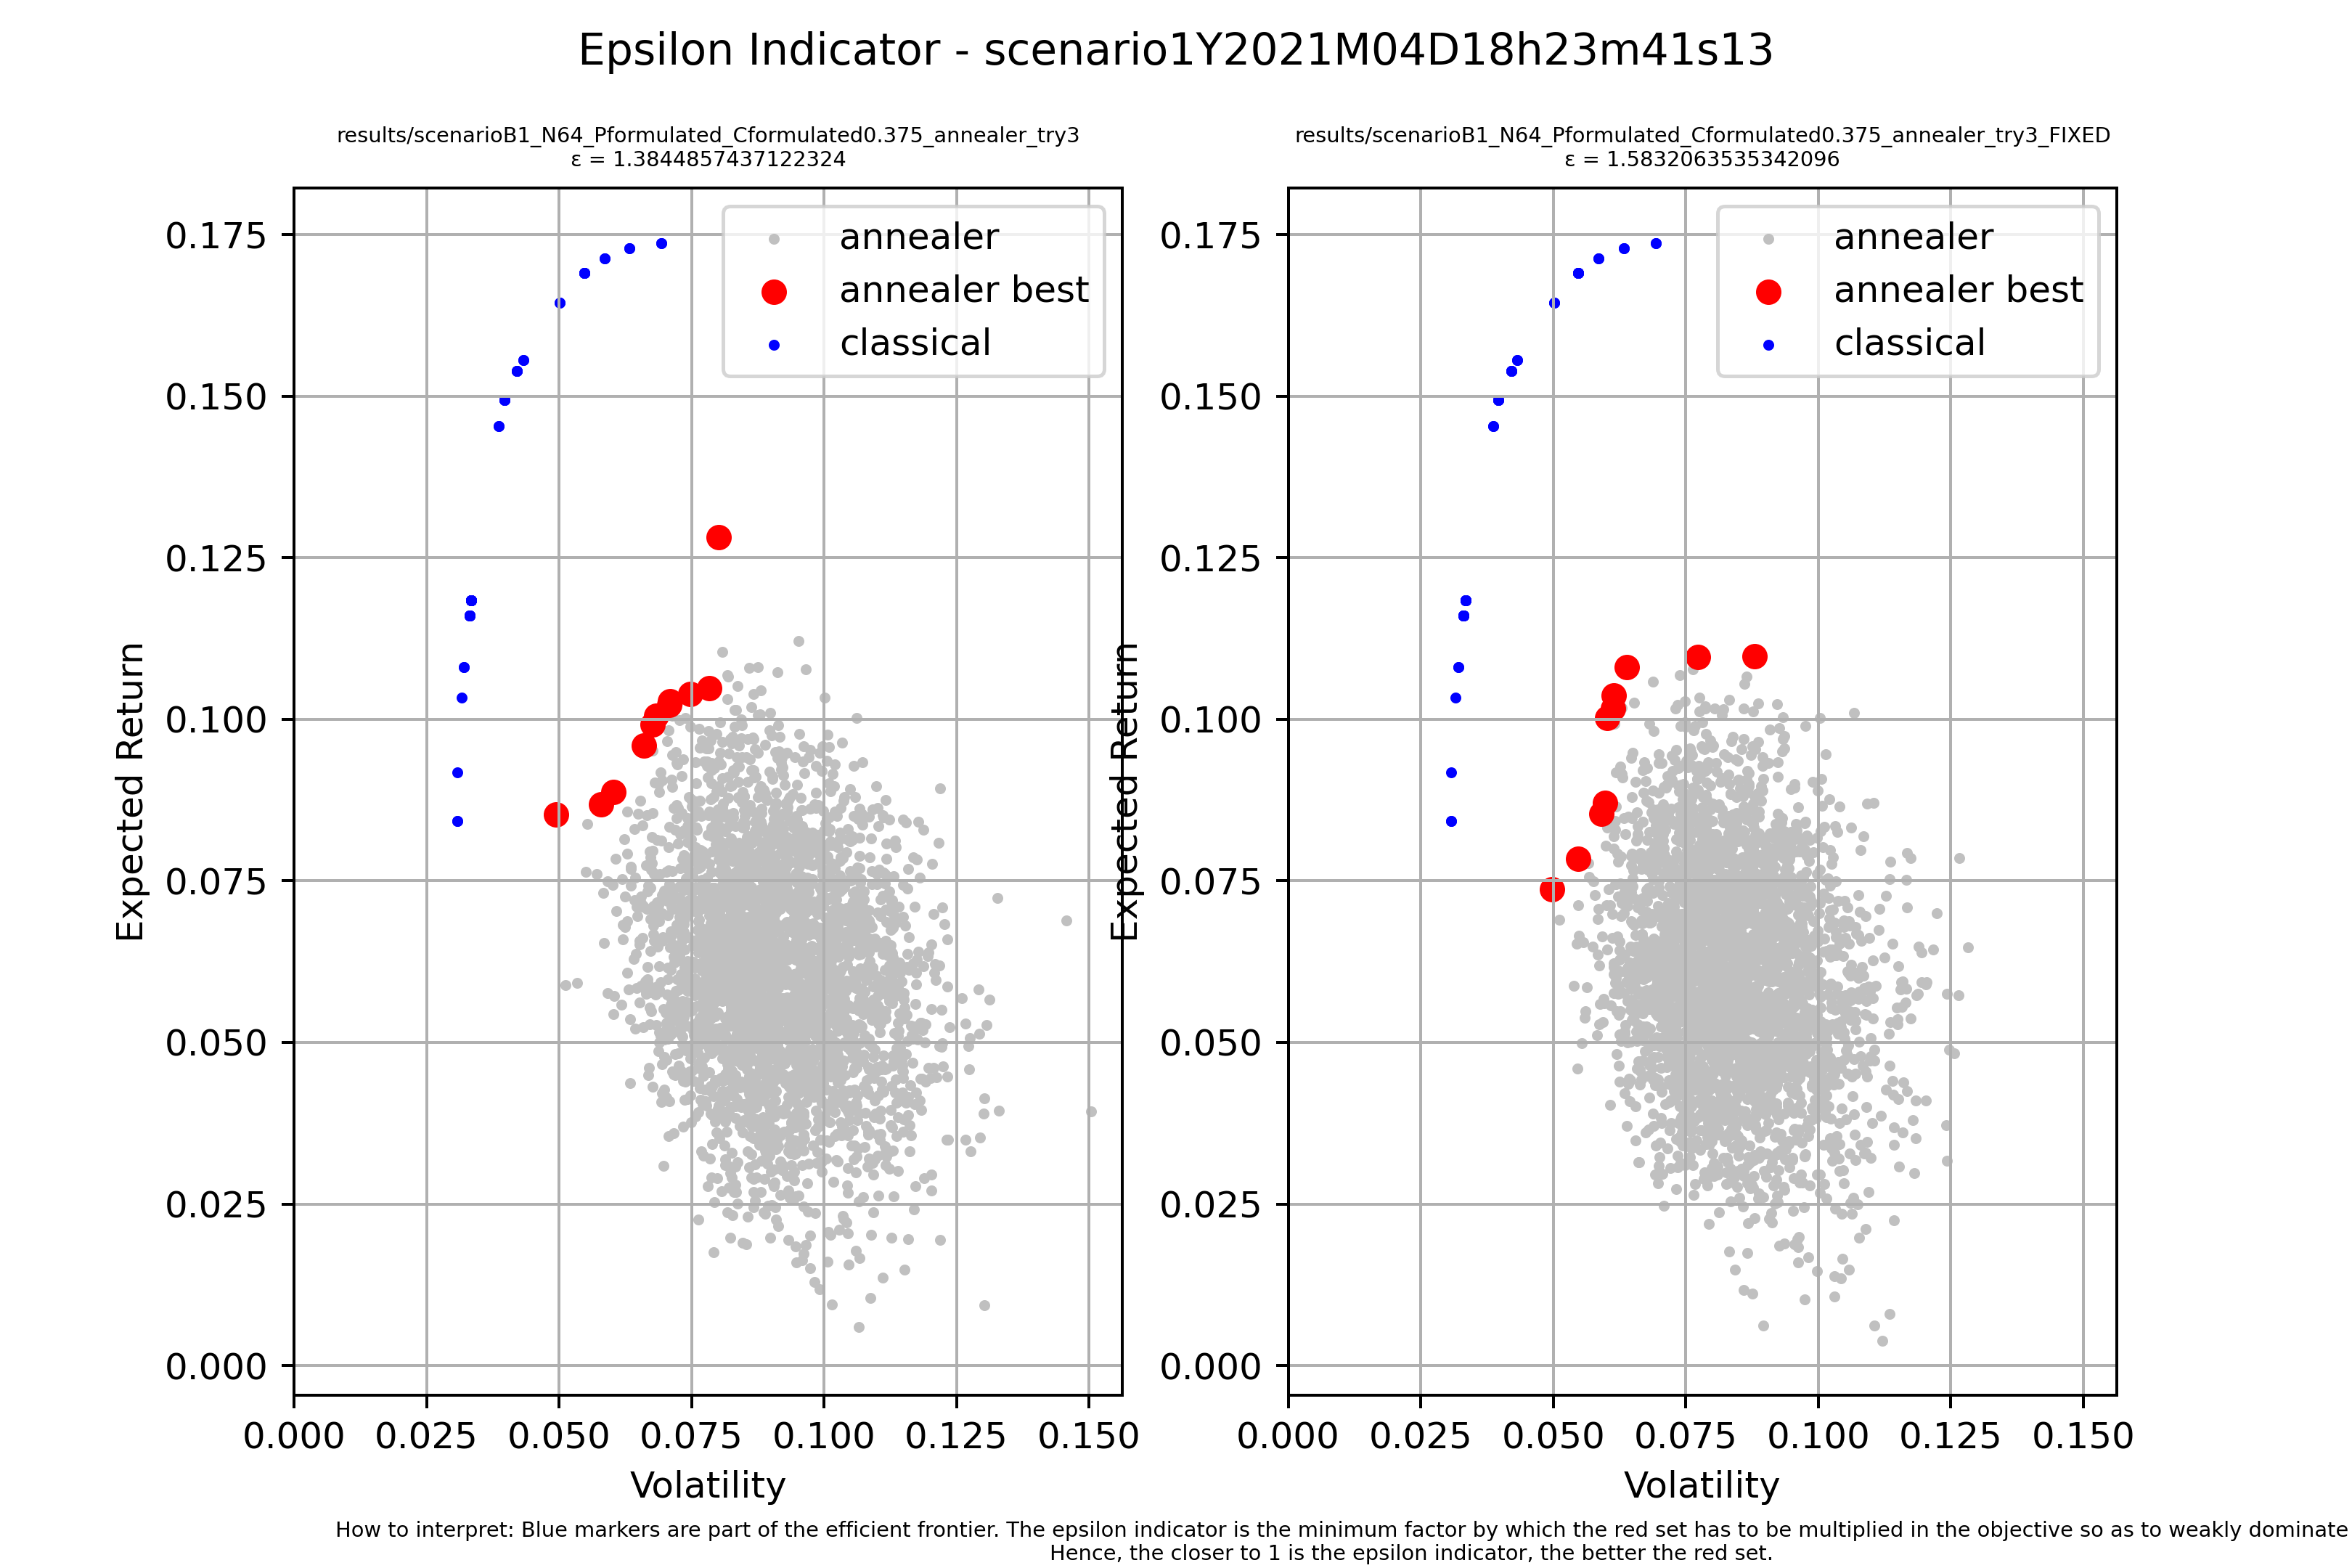 Epsilon Indicator - scenario1Y2021M04D18h23m41s13
results/scenarioB1_N64_Pformulated_Cformulated0.375_annealer_try3
ε = 1.3844857437122324
annealer
annealer best
classical
0.175
0.150
0.125
0.100
0.075
0.050
0.025
0.000
Expected Return
0.000 0.025 0.050 0.075 0.100 0.125 0.150
Volatility
results/scenarioB1_N64_Pformulated_Cformulated0.375_annealer_try3_FIXED
ε = 1.5832063535342096
annealer
annealer best
classical
0.175
0.150
0.125
0.100
0.075
0.050
0.025
0.000
Expected Return
0.000 0.025 0.050 0.075 0.100 0.125 0.150
Volatility
How to interpret: Blue markers are part of the efficient frontier. The epsilon indicator is the minimum factor by which the red set has to be multiplied in the objective so as to weakly dominate
Hence, the closer to 1 is the epsilon indicator, the better the red set.